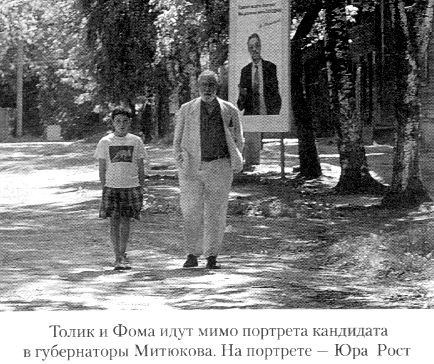 Толик и Фома идут мимо портрета кандидата
в губернаторы Митюкова. На портрете — Юра Рост